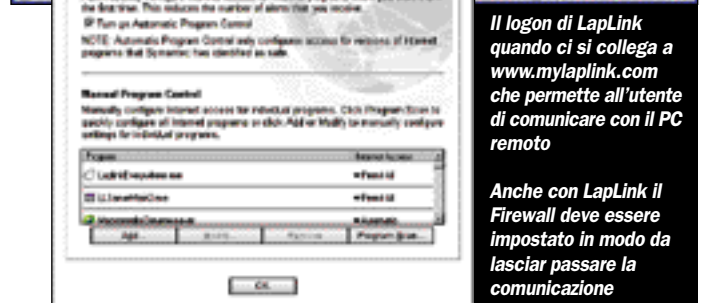 the first time. This reduces the number of alerts that you receive.
Turn on Automatic Program Control
NOTE: Automatic Program Control only configures access for versions of Internet
programs that Symantec has identified as safe.
Manual Program Control
Manually configure Internet access for individual programs. Click Program Scan to
quickly configure all Internet programs or click Add or Modify to manually configure
settings for individual programs.
Program Internet Access
Permit All
Permit All
Automatic
Add... Modify... Remove Program Scan...
OK
Il logon di LapLink
quando ci si collega a
www.mylaplink.com
che permette all'utente
di comunicare con il PC
remoto
Anche con LapLink il
Firewall deve essere
impostato in modo da
lasciar passare la
comunicazione